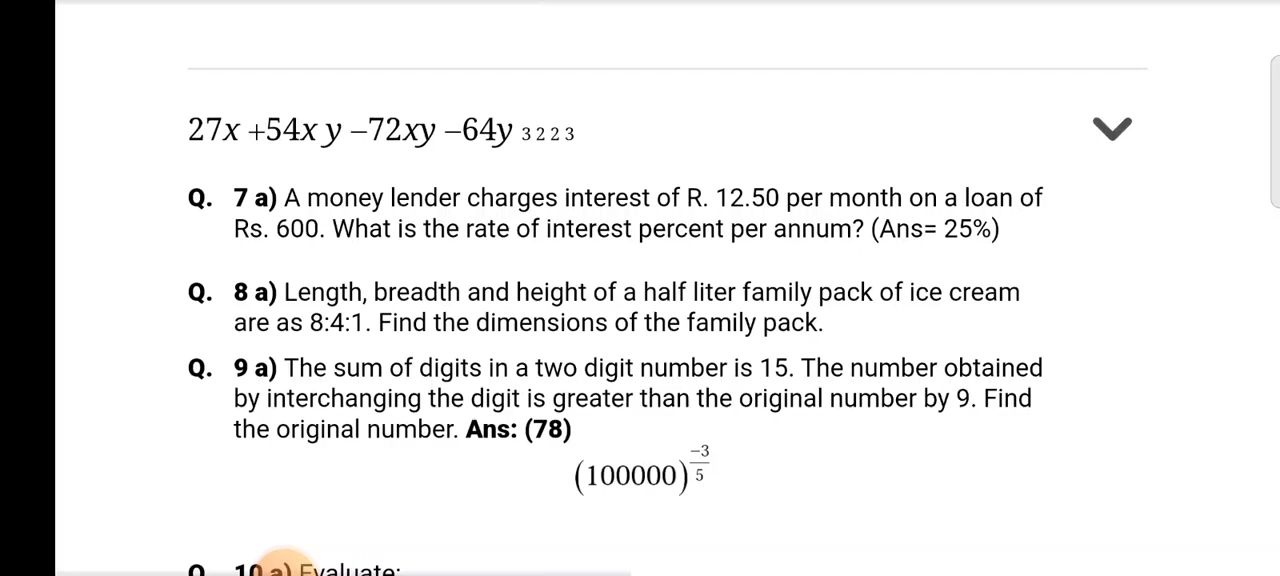 27x +54x y –72xy –64y 3 2 2 3
Q. 7 a) A money lender charges interest of R. 12.50 per month on a loan of
Rs. 600. What is the rate of interest percent per annum? (Ans= 25%)
Q. 8 a) Length, breadth and height of a half liter family pack of ice cream
are as 8:4:1. Find the dimensions of the family pack.
Q. 9 a) The sum of digits in a two digit number is 15. The number obtained
by interchanging the digit is greater than the original number by 9. Find
the original number. Ans: (78)
(100000)^(-3/5)
Q. 10 a) Evaluate: